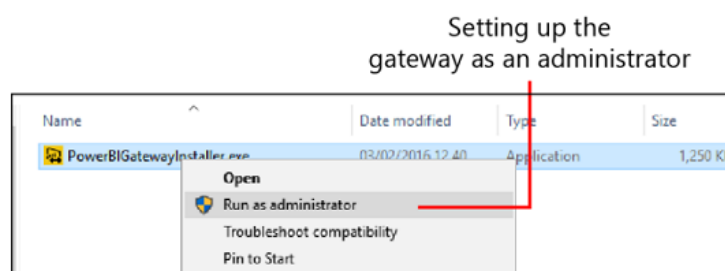 Setting up the
gateway as an administrator
Name Date modified Type Size
PowerBIGatewayInstaller.exe 03/02/2016 12.40 Application 1,250 K
Open
Run as administrator
Troubleshoot compatibility
Pin to Start